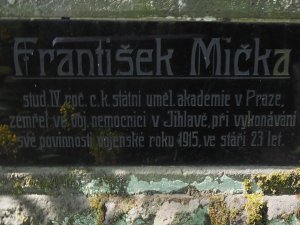 František Mička
stud. IV. roč. c. k. státní uměl. akademie v Praze,
zemřel ve voj. nemocnici v Jihlavě, při vykonávání
své povinnosti vojenské roku 1915, ve stáří 23 let.